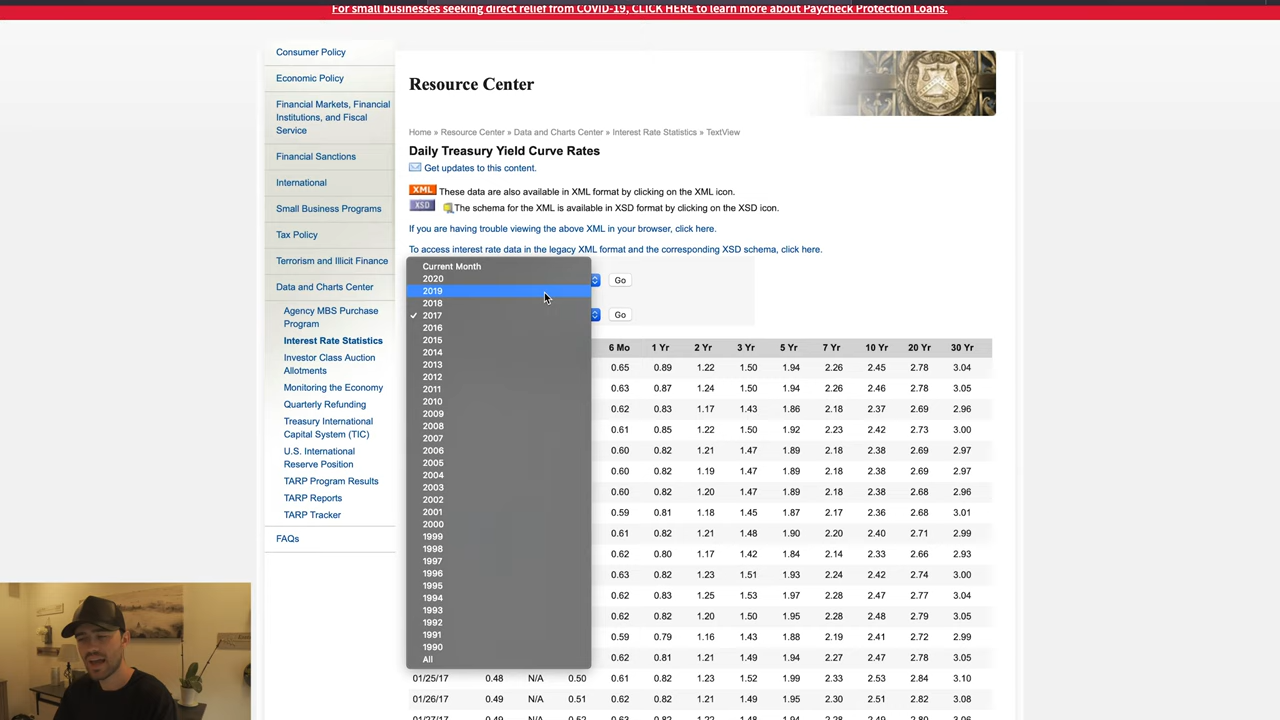 For small businesses seeking direct relief from COVID-19, CLICK HERE to learn more about Paycheck Protection Loans.
Consumer Policy
Economic Policy
Financial Markets, Financial
Institutions, and Fiscal
Service
Financial Sanctions
International
Small Business Programs
Tax Policy
Terrorism and Illicit Finance
Data and Charts Center
Agency MBS Purchase
Program
Interest Rate Statistics
Investor Class Auction
Allotments
Monitoring the Economy
Quarterly Refunding
Treasury International
Capital System (TIC)
U.S. International
Reserve Position
TARP Program Results
TARP Reports
TARP Tracker
FAQs
Resource Center
Home » Resource Center » Data and Charts Center » Interest Rate Statistics » TextView
Daily Treasury Yield Curve Rates
Get updates to this content.
XML These data are also available in XML format by clicking on the XML icon.
XSD The schema for the XML is available in XSD format by clicking on the XSD icon.
If you are having trouble viewing the above XML in your browser, click here.
To access interest rate data in the legacy XML format and the corresponding XSD schema, click here.
Current Month
2020
2019
2018
✓ 2017
2016
2015
2014
2013
2012
2011
2010
2009
2008
2007
2006
2005
2004
2003
2002
2001
2000
1999
1998
1997
1996
1995
1994
1993
1992
1991
1990
All
Go
Go
6 Mo 1 Yr 2 Yr 3 Yr 5 Yr 7 Yr 10 Yr 20 Yr 30 Yr
0.65 0.89 1.22 1.50 1.94 2.26 2.45 2.78 3.04
0.63 0.87 1.24 1.50 1.94 2.26 2.46 2.78 3.05
0.62 0.83 1.17 1.43 1.86 2.18 2.37 2.69 2.96
0.61 0.85 1.22 1.50 1.92 2.23 2.42 2.73 3.00
0.60 0.82 1.21 1.47 1.89 2.18 2.38 2.69 2.97
0.60 0.82 1.19 1.47 1.89 2.18 2.38 2.69 2.97
0.60 0.82 1.20 1.47 1.89 2.18 2.38 2.68 2.96
0.59 0.81 1.18 1.45 1.87 2.17 2.36 2.68 3.01
0.61 0.82 1.21 1.48 1.90 2.20 2.40 2.71 2.99
0.62 0.80 1.17 1.42 1.84 2.14 2.33 2.66 2.93
0.63 0.82 1.23 1.51 1.93 2.24 2.42 2.74 3.00
0.62 0.83 1.25 1.53 1.97 2.28 2.47 2.77 3.04
0.62 0.82 1.20 1.50 1.95 2.28 2.48 2.79 3.05
0.59 0.79 1.16 1.43 1.88 2.19 2.41 2.72 2.99
0.62 0.81 1.21 1.49 1.94 2.27 2.47 2.78 3.05
01/25/17 0.48 N/A 0.50 0.61 0.82 1.23 1.52 1.99 2.33 2.53 2.84 3.10
01/26/17 0.49 N/A 0.51 0.62 0.82 1.21 1.49 1.95 2.30 2.51 2.82 3.08
01/27/17 0.49 N/A 0.52 0.63 0.82 1.22 1.48 1.94 2.28 2.49 2.80 3.06